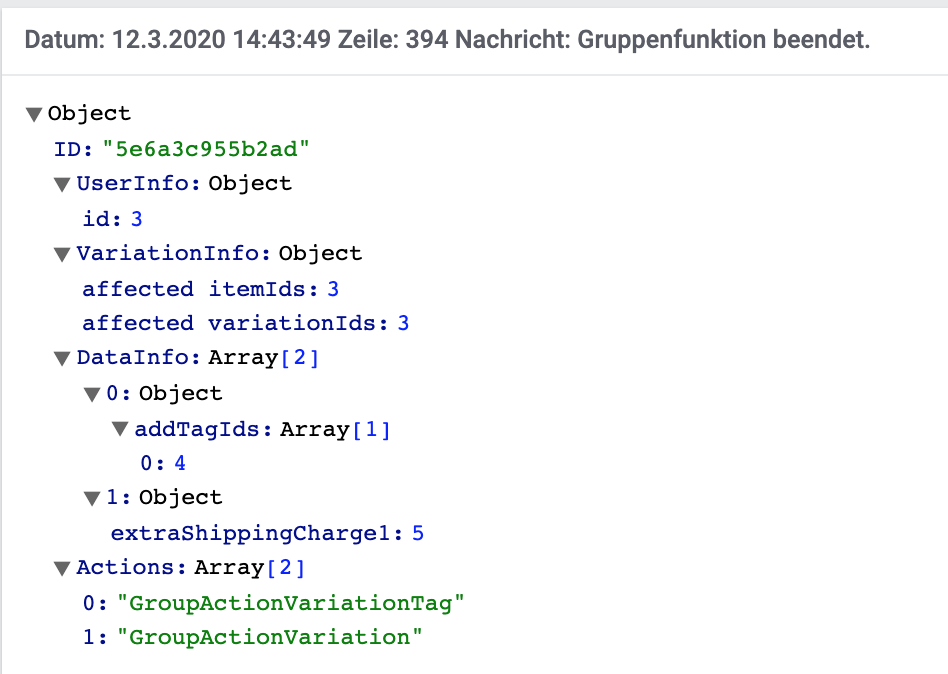 Datum: 12.3.2020 14:43:49 Zeile: 394 Nachricht: Gruppenfunktion beendet.
▼Object
ID: "5e6a3c955b2ad"
▼UserInfo: Object
id: 3
▼VariationInfo: Object
affected itemIds: 3
affected variationIds: 3
▼DataInfo: Array[2]
▼0: Object
▼addTagIds: Array[1]
0: 4
▼1: Object
extraShippingCharge1: 5
▼Actions: Array[2]
0: "GroupActionVariationTag"
1: "GroupActionVariation"